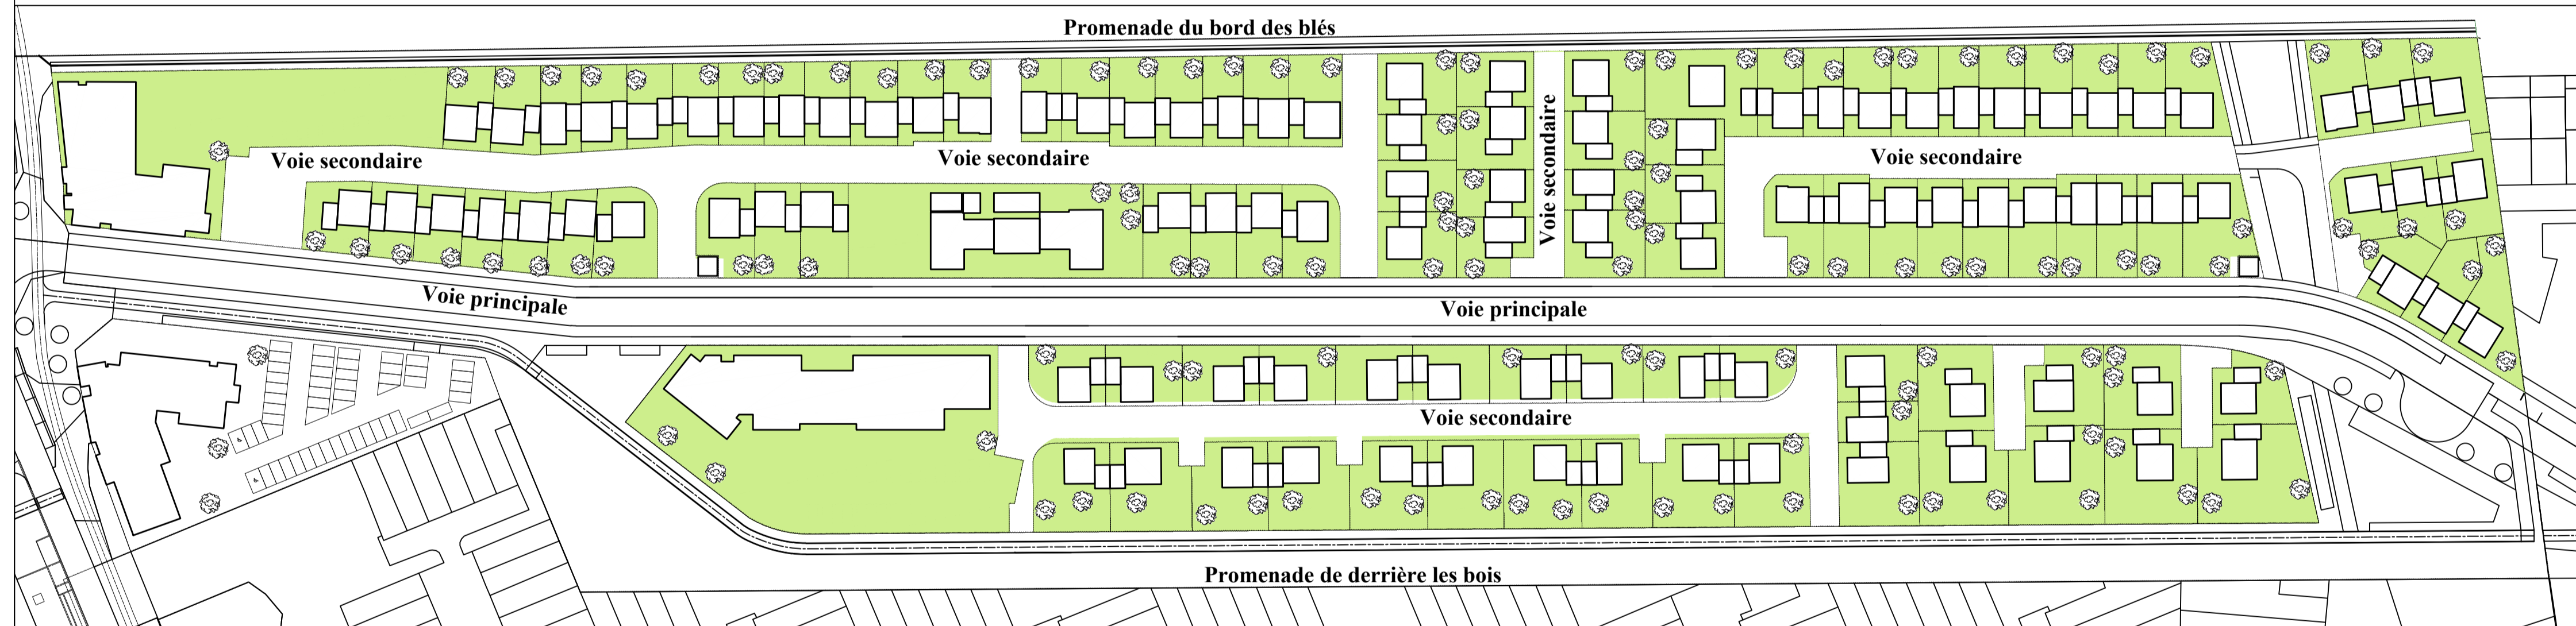 Promenade du bord des blés
Voie secondaire
Voie secondaire
Voie secondaire
Voie secondaire
Voie principale
Voie principale
Voie secondaire
Promenade de derrière les bois